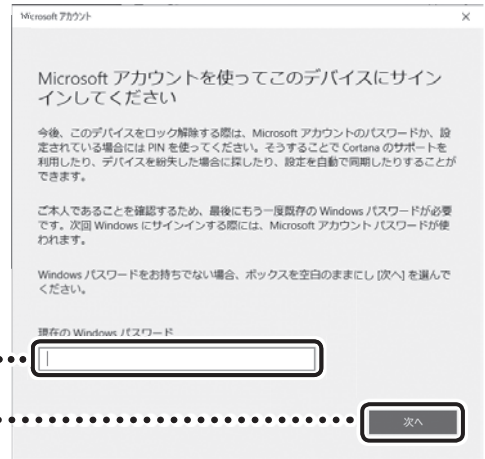 Microsoft アカウント
Microsoft アカウントを使ってこのデバイスにサイン
インしてください
今後、このデバイスをロック解除する際は、Microsoft アカウントのパスワードか、設
定されている場合には PIN を使ってください。そうすることで Cortana のサポートを
利用したり、デバイスを紛失した場合に探したり、設定を自動で同期したりすることが
できます。
ご本人であることを確認するため、最後にもう一度既存の Windows パスワードが必要
です。次回 Windows にサインインする際には、Microsoft アカウント パスワードが使
われます。
Windows パスワードをお持ちでない場合、ボックスを空白のままにし [次へ] を選んで
ください。
現在の Windows パスワード
次へ